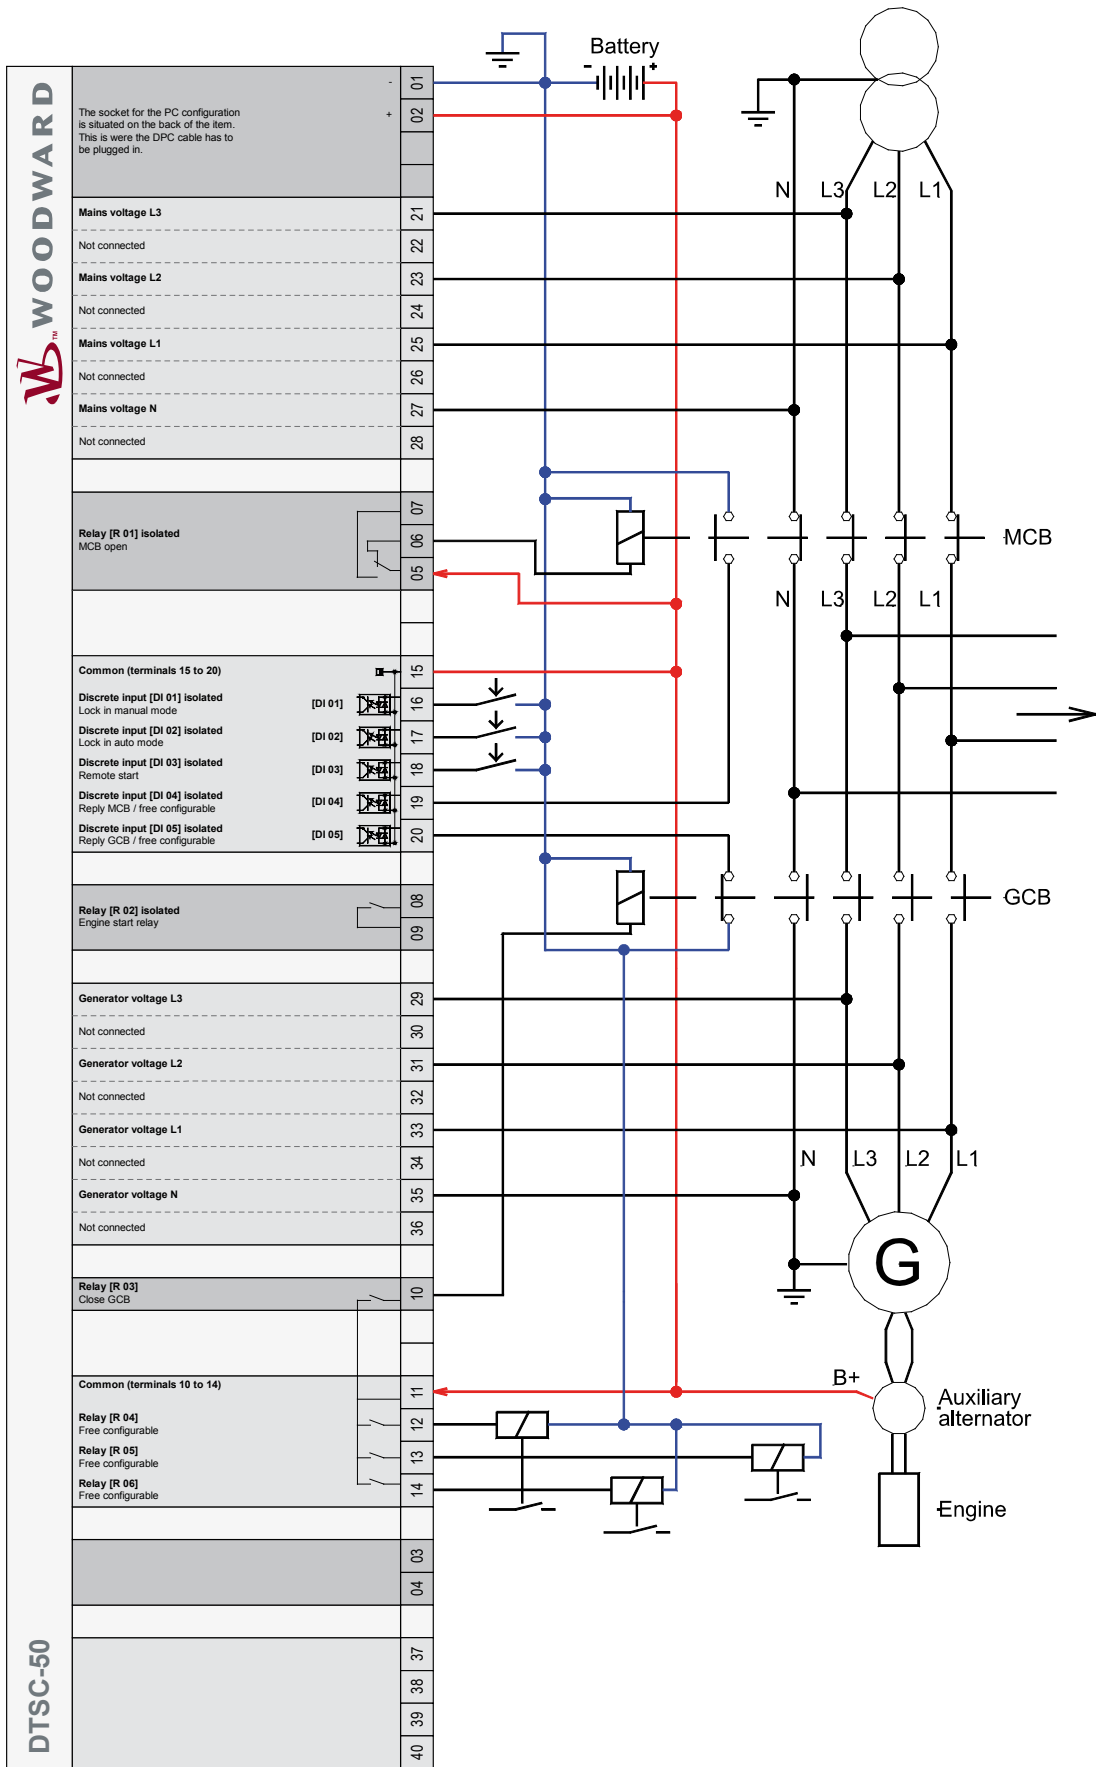 WOODWARD
TM
DTSC-50
Battery
- +
- 01
The socket for the PC configuration
is situated on the back of the item.
This is were the DPC cable has to
be plugged in.
+ 02
N L3 L2 L1
Mains voltage L3 21
Not connected 22
Mains voltage L2 23
Not connected 24
Mains voltage L1 25
Not connected 26
Mains voltage N 27
Not connected 28
07
Relay [R 01] isolated
MCB open
06
05
MCB
N L3 L2 L1
Common (terminals 15 to 20) 15
Discrete input [DI 01] isolated
Lock in manual mode
[DI 01] 16
Discrete input [DI 02] isolated
Lock in auto mode
[DI 02] 17
Discrete input [DI 03] isolated
Remote start
[DI 03] 18
Discrete input [DI 04] isolated
Reply MCB / free configurable
[DI 04] 19
Discrete input [DI 05] isolated
Reply GCB / free configurable
[DI 05] 20
GCB
Relay [R 02] isolated
Engine start relay
08
09
Generator voltage L3 29
Not connected 30
Generator voltage L2 31
Not connected 32
Generator voltage L1 33
Not connected 34
Generator voltage N 35
Not connected 36
N L3 L2 L1
G
Relay [R 03]
Close GCB
10
Common (terminals 10 to 14) 11
B+
Auxiliary
alternator
Relay [R 04]
Free configurable
12
Relay [R 05]
Free configurable
13
Relay [R 06]
Free configurable
14
Engine
03
04
37
38
39
40